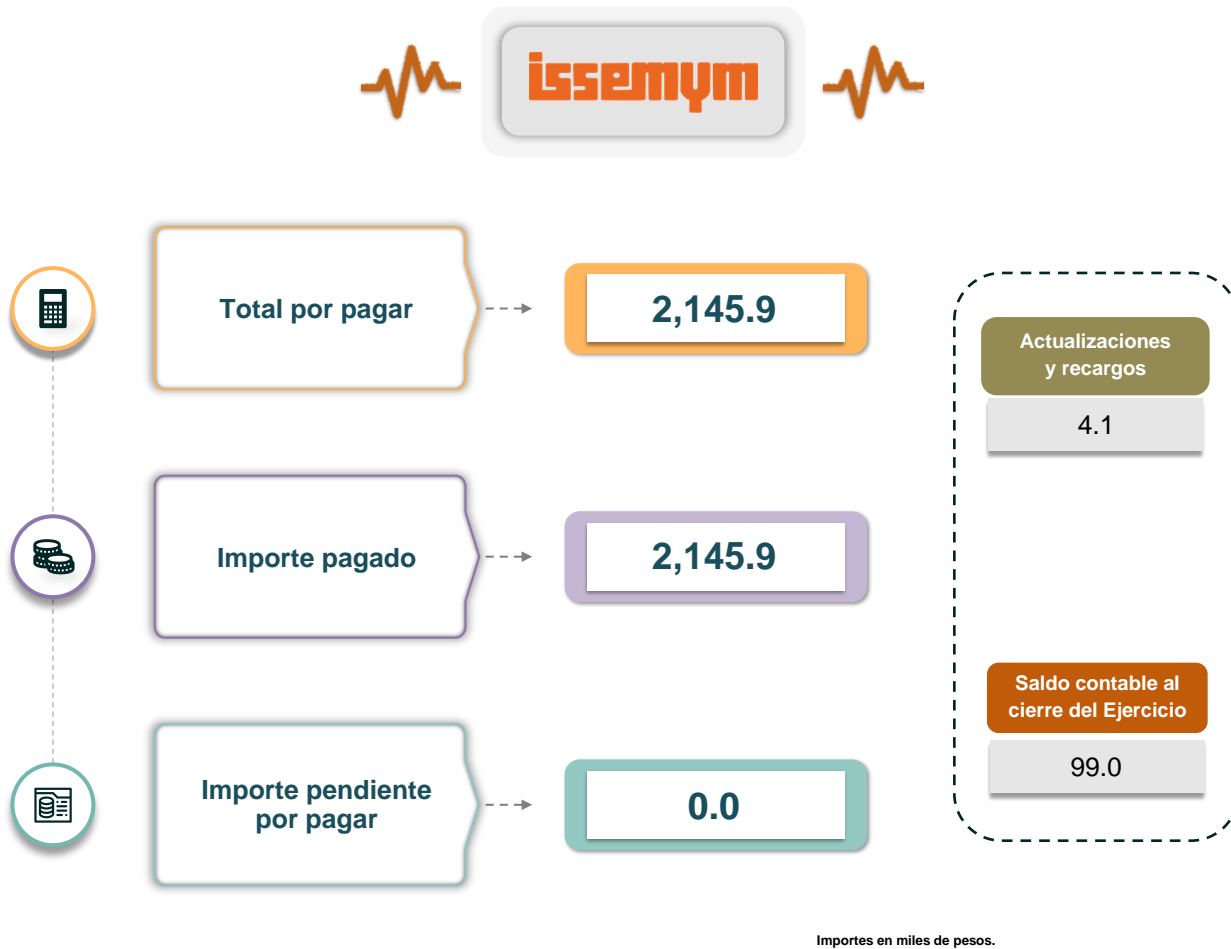 issemym
Total por pagar
2,145.9
Actualizaciones
y recargos
4.1
Importe pagado
2,145.9
Saldo contable al
cierre del Ejercicio
99.0
Importe pendiente
por pagar
0.0
Importes en miles de pesos.